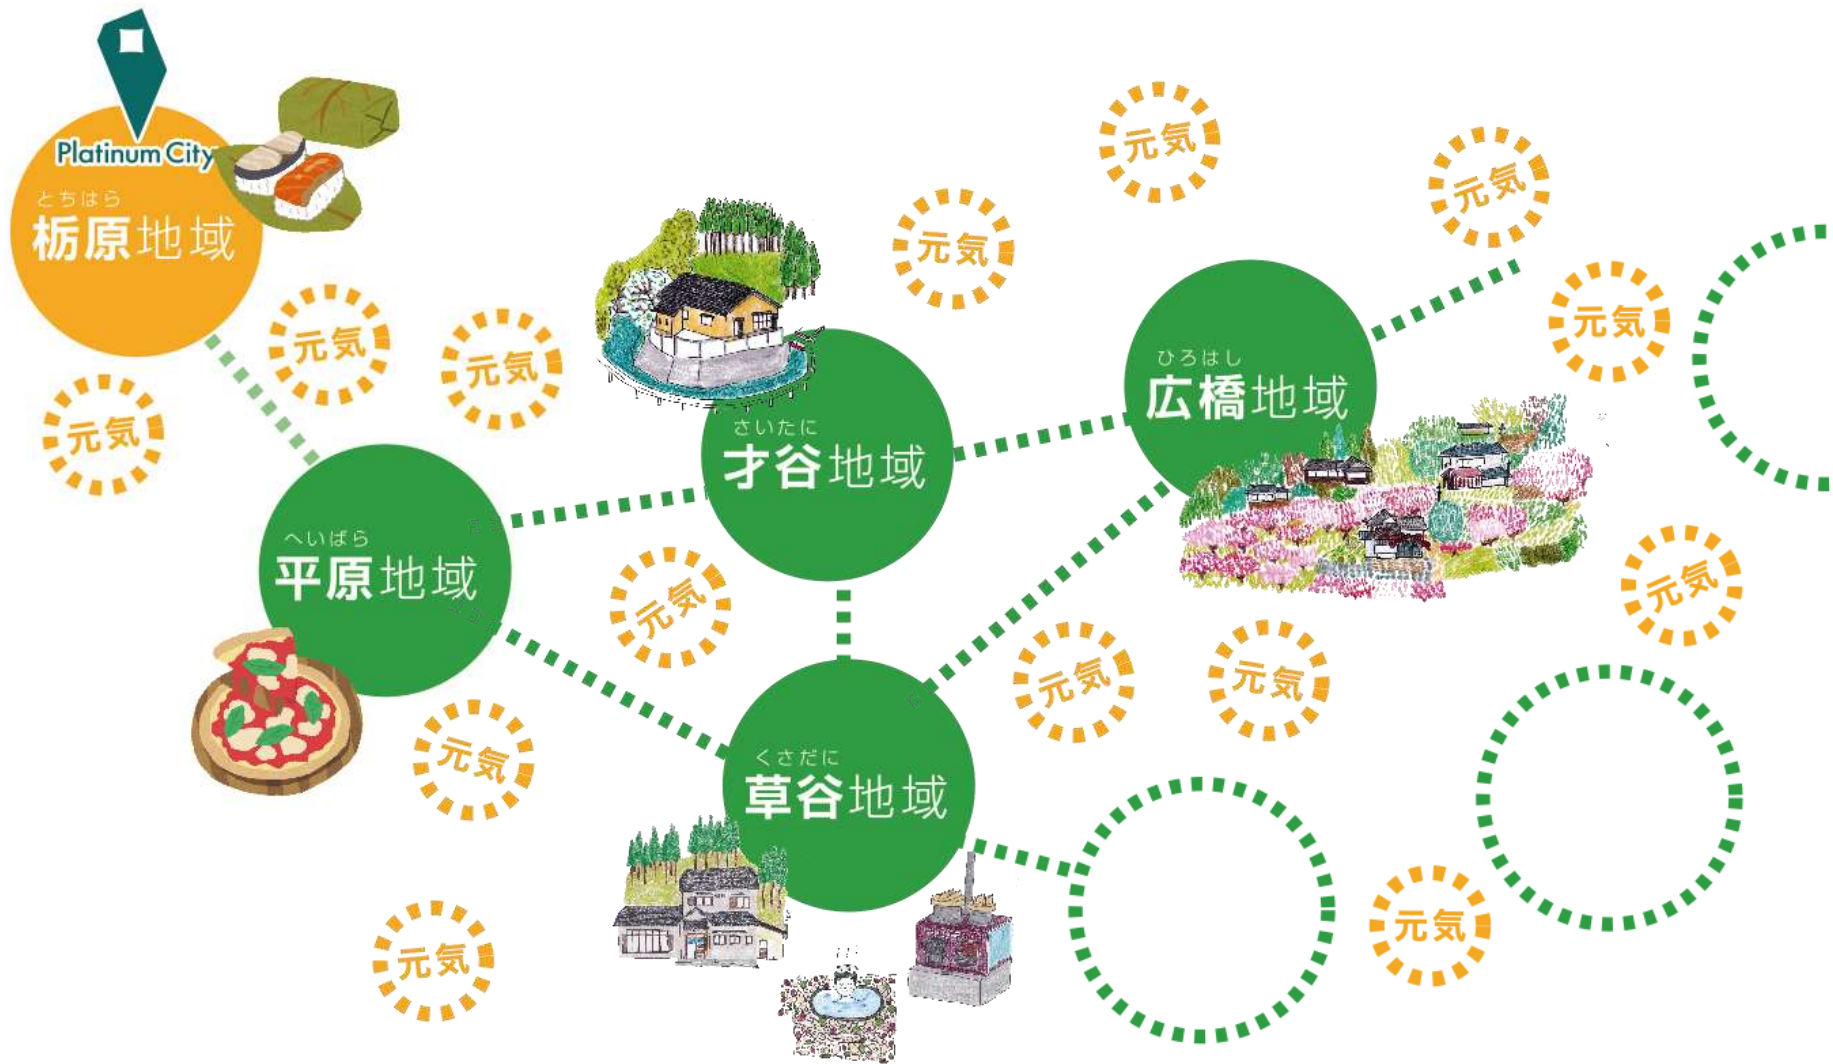 Platinum City
とちはら
栃原地域
元気
元気
元気
元気
元気
元気
元気
さいたに
才谷地域
ひろはし
広橋地域
へいばら
平原地域
元気
元気
元気
元気
元気
くさだに
草谷地域
元気
元気
元気